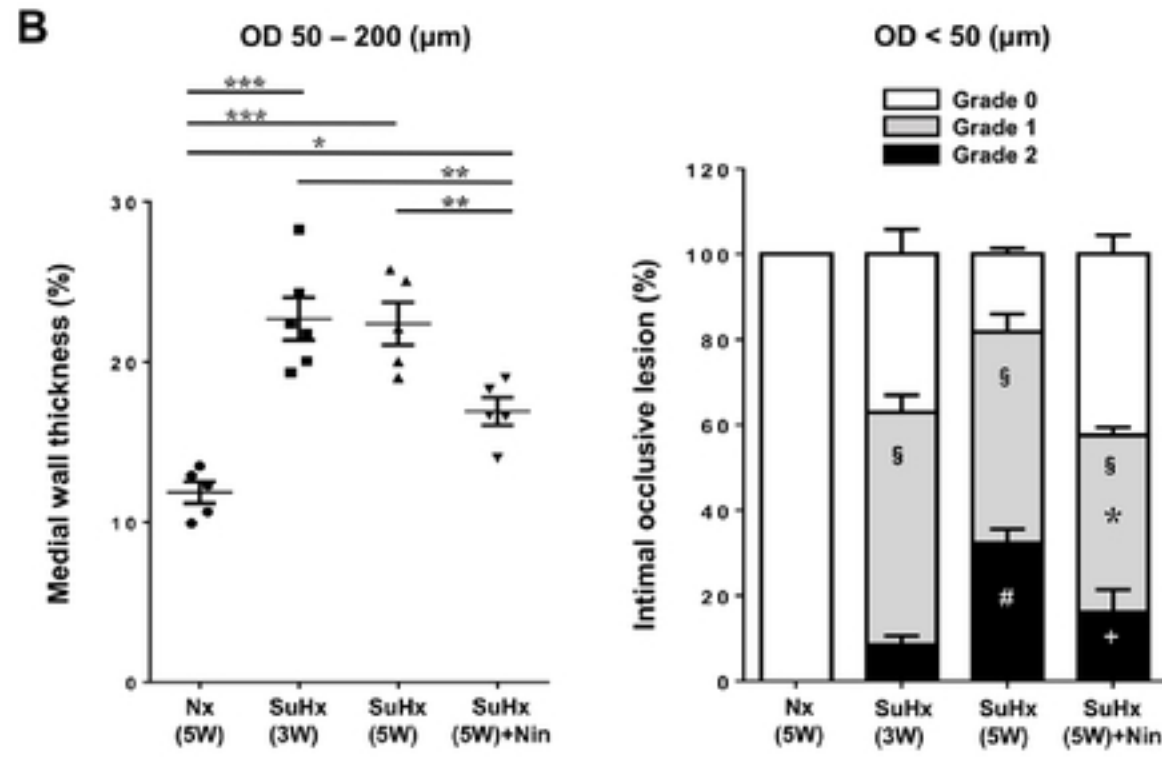 B
OD 50 – 200 (μm)
***
***
*
**
**
30
20
10
0
Medial wall thickness (%)
Nx
(5W)
SuHx
(3W)
SuHx
(5W)
SuHx
(5W)+Nin
OD < 50 (μm)
Grade 0
Grade 1
Grade 2
120
100
80
60
40
20
0
Intimal occlusive lesion (%)
§
§
#
§
*
+
Nx
(5W)
SuHx
(3W)
SuHx
(5W)
SuHx
(5W)+Nin